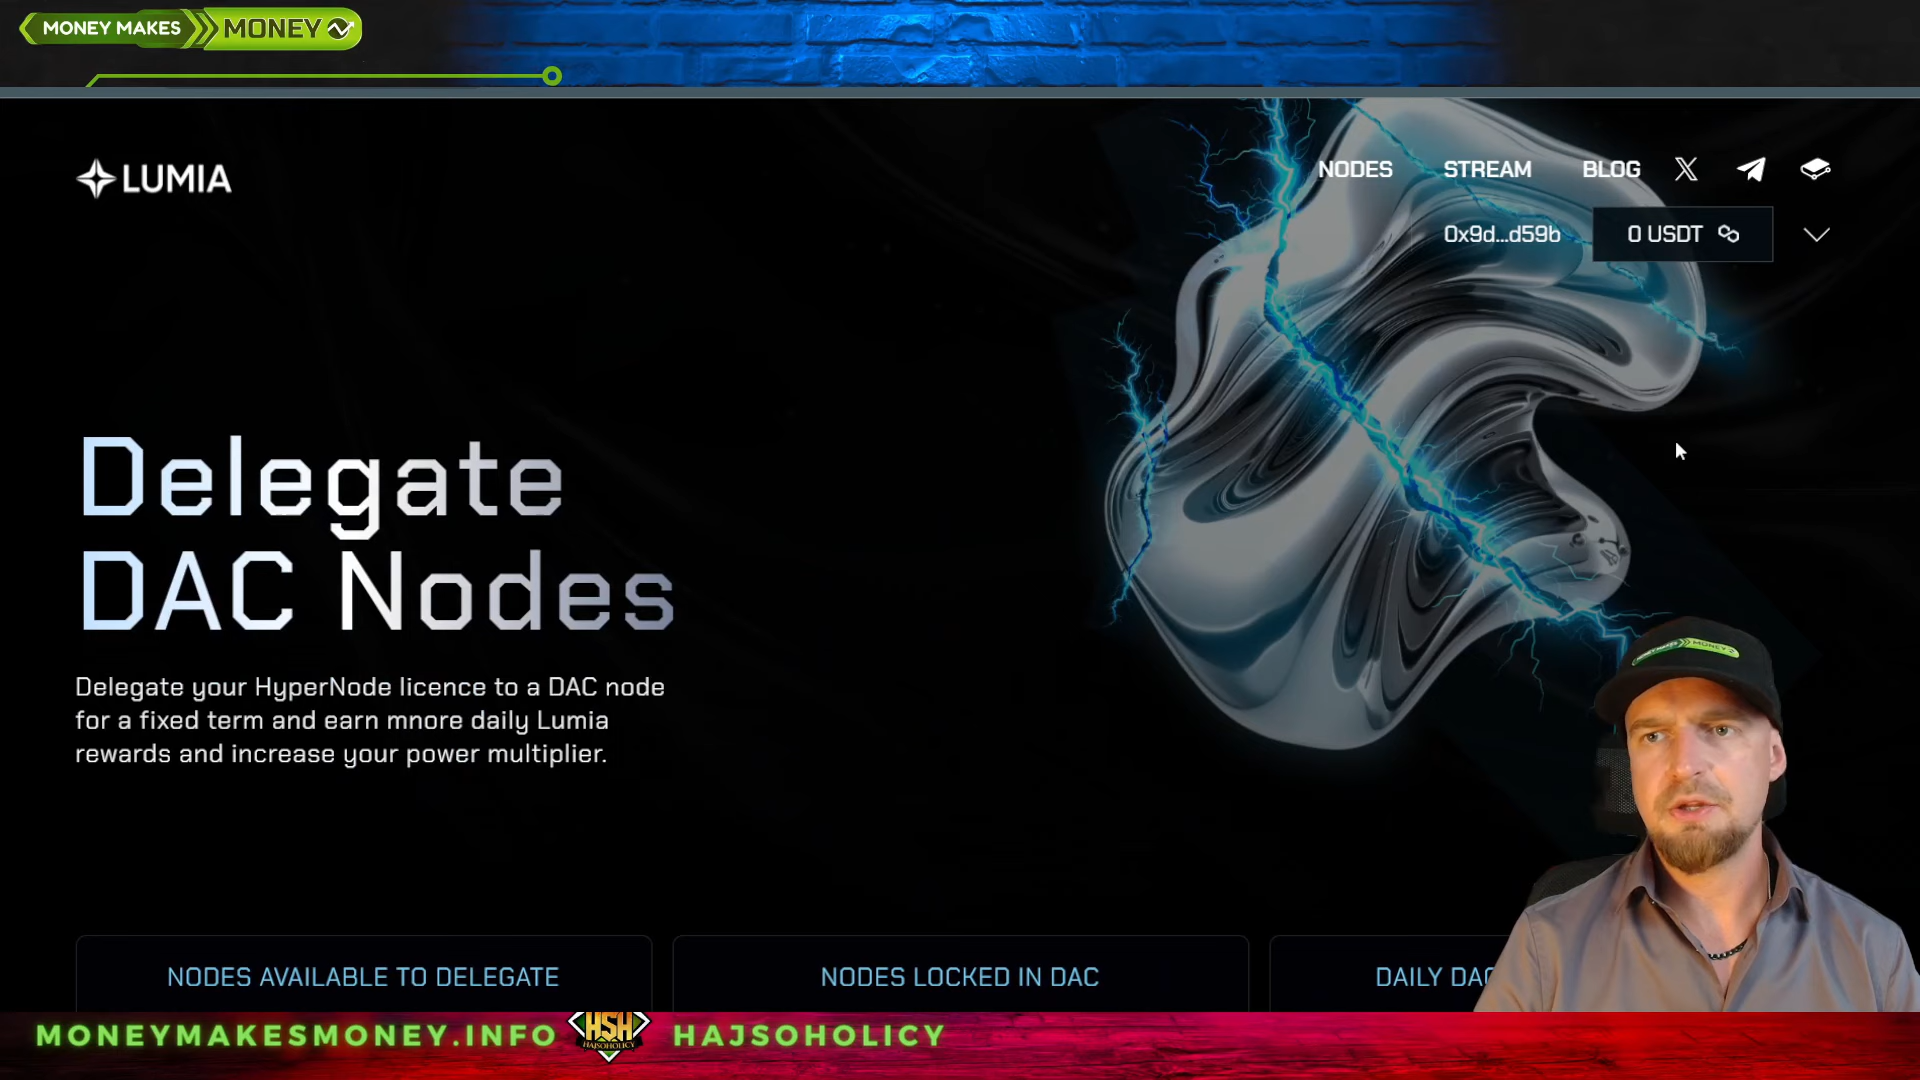 MONEY MAKES MONEY
LUMIA
NODES STREAM BLOG
0x9d...d59b 0 USDT
Delegate
DAC Nodes
Delegate your HyperNode licence to a DAC node
for a fixed term and earn mnore daily Lumia
rewards and increase your power multiplier.
NODES AVAILABLE TO DELEGATE
NODES LOCKED IN DAC
DAILY DAC
MONEYMAKESMONEY.INFO
HSH
HAJSOHOLICY
HAJSOHOLICY